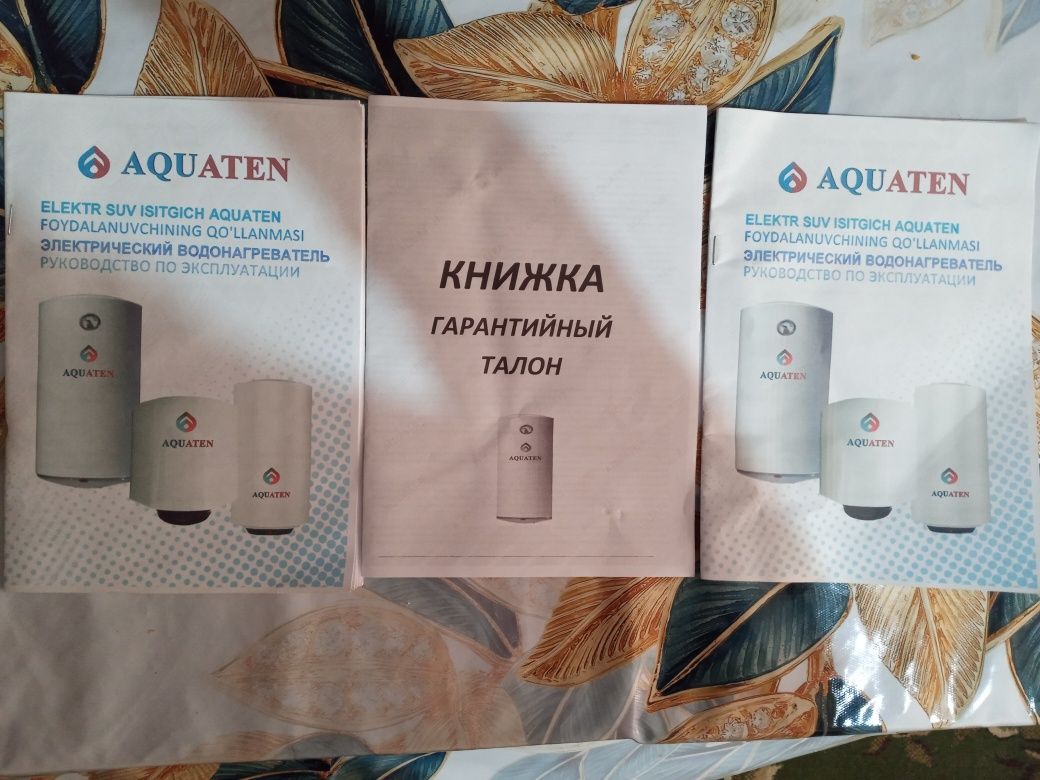 AQUATEN
ELEKTR SUV ISITGICH AQUATEN
FOYDALANUVCHINING QO'LLANMASI
ЭЛЕКТРИЧЕСКИЙ ВОДОНАГРЕВАТЕЛЬ
РУКОВОДСТВО ПО ЭКСПЛУАТАЦИИ
AQUATEN
AQUATEN
AQUATEN
КНИЖКА
ГАРАНТИЙНЫЙ
ТАЛОН
AQUATEN
AQUATEN
ELEKTR SUV ISITGICH AQUATEN
FOYDALANUVCHINING QO'LLANMASI
ЭЛЕКТРИЧЕСКИЙ ВОДОНАГРЕВАТЕЛЬ
РУКОВОДСТВО ПО ЭКСПЛУАТАЦИИ
AQUATEN
AQUATEN
AQUATEN